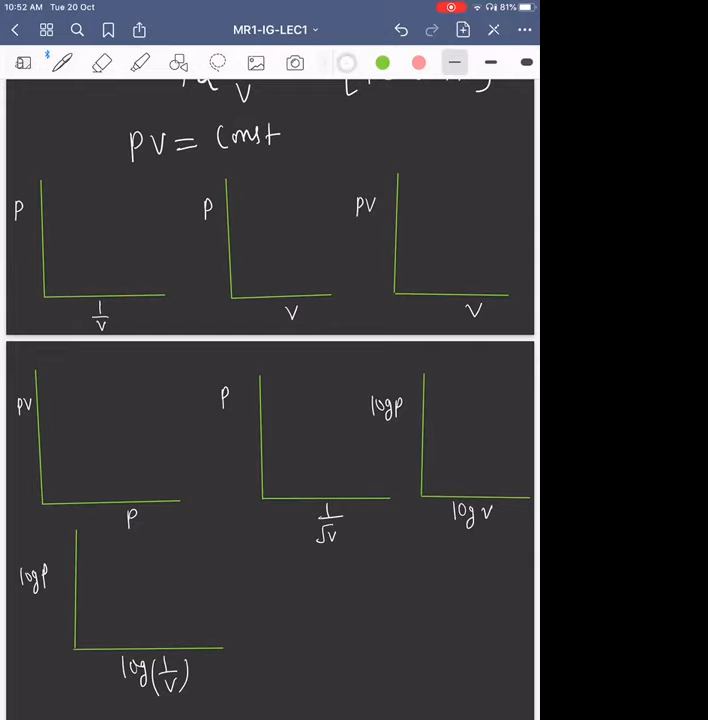 10:52 AM Tue 20 Oct
81%
MR1-IG-LEC1
V
PV = Const
P
1/V
P
V
PV
V
PV
P
P
1/√V
log P
log V
log P
log(1/V)